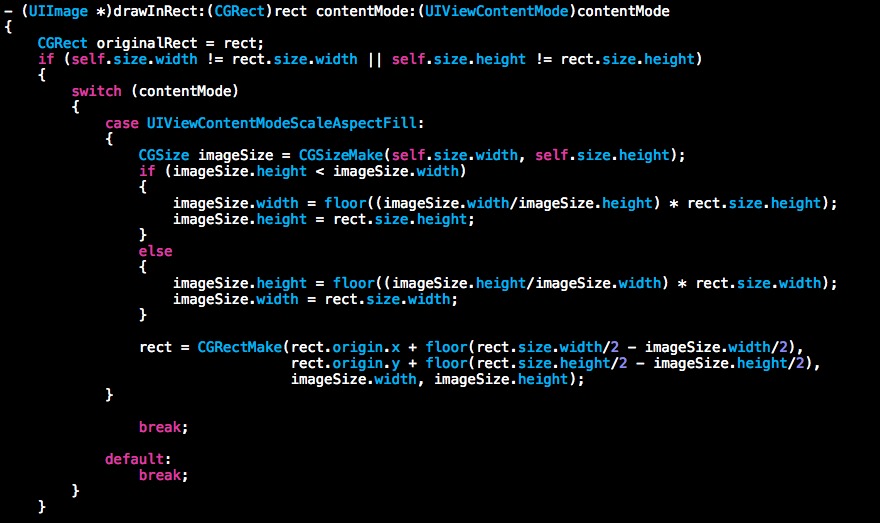 - (UIImage *)drawInRect:(CGRect)rect contentMode:(UIViewContentMode)contentMode
{
    CGRect originalRect = rect;
    if (self.size.width != rect.size.width || self.size.height != rect.size.height)
    {
        switch (contentMode)
        {
            case UIViewContentModeScaleAspectFill:
            {
                CGSize imageSize = CGSizeMake(self.size.width, self.size.height);
                if (imageSize.height < imageSize.width)
                {
                    imageSize.width = floor((imageSize.width/imageSize.height) * rect.size.height);
                    imageSize.height = rect.size.height;
                }
                else
                {
                    imageSize.height = floor((imageSize.height/imageSize.width) * rect.size.width);
                    imageSize.width = rect.size.width;
                }

                rect = CGRectMake(rect.origin.x + floor(rect.size.width/2 - imageSize.width/2),
                                  rect.origin.y + floor(rect.size.height/2 - imageSize.height/2),
                                  imageSize.width, imageSize.height);
            }

                break;

            default:
                break;
        }
    }